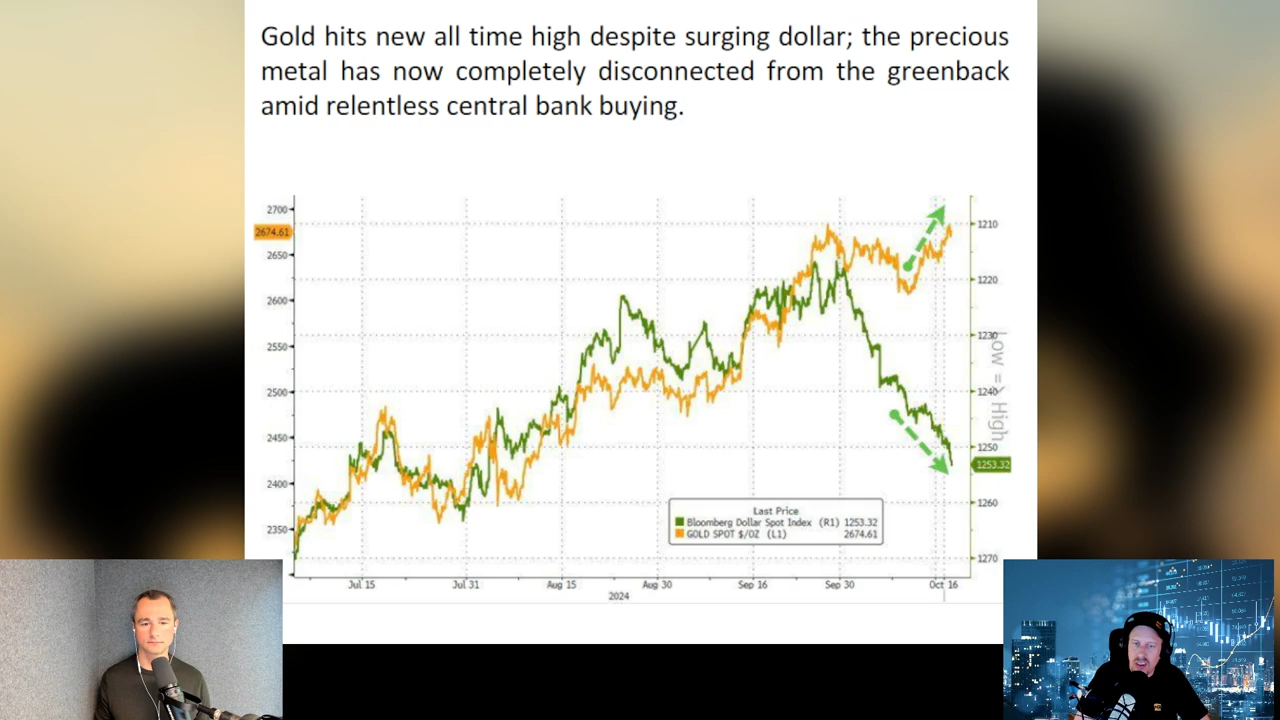 Gold hits new all time high despite surging dollar; the precious
metal has now completely disconnected from the greenback
amid relentless central bank buying.
2700
2674.61
2650
2600
2550
2500
2450
2400
2350
1210
1220
1230
1240
1250
1253.32
1260
1270
Low => High
Last Price
Bloomberg Dollar Spot Index (R1) 1253.32
GOLD SPOT $/OZ (L1) 2674.61
Jul 15
Jul 31
Aug 15
Aug 30
Sep 16
Sep 30
Oct 16
2024